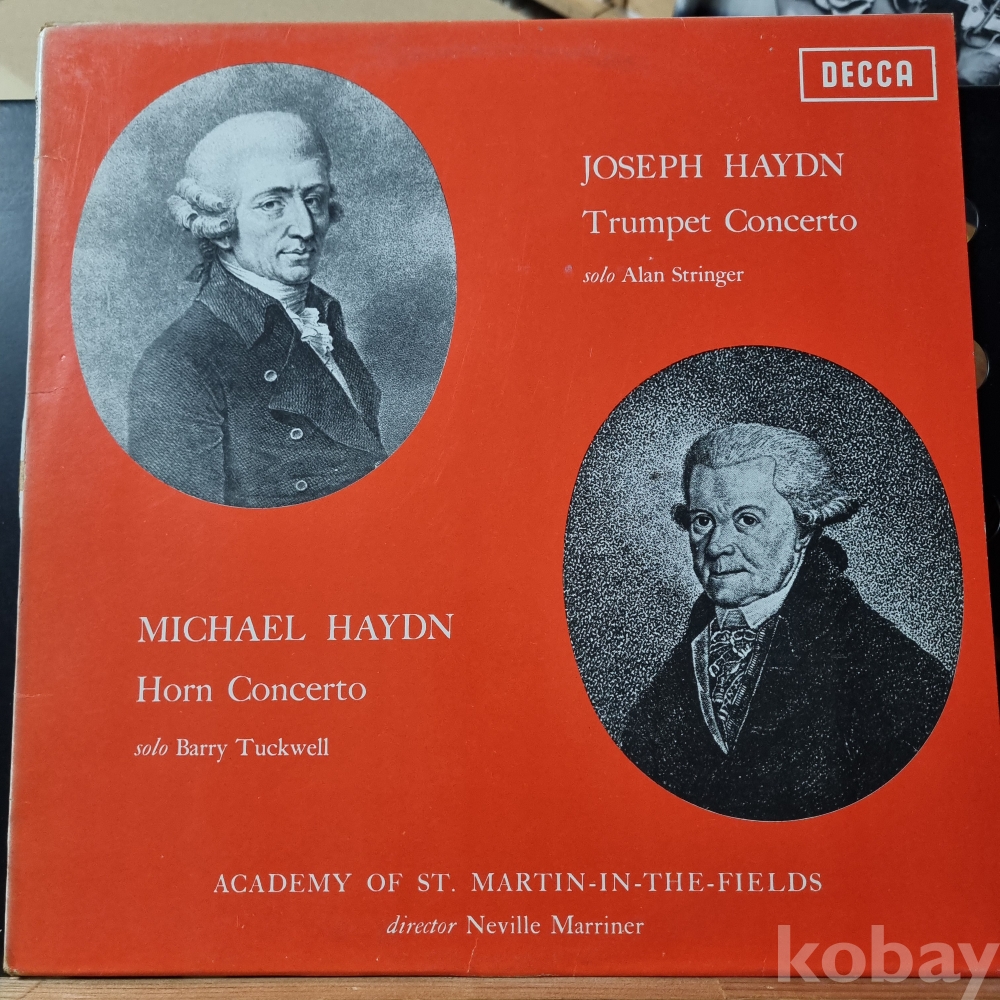 DECCA
JOSEPH HAYDN
Trumpet Concerto
solo Alan Stringer
MICHAEL HAYDN
Horn Concerto
solo Barry Tuckwell
ACADEMY OF ST. MARTIN-IN-THE-FIELDS
director Neville Marriner
kobay